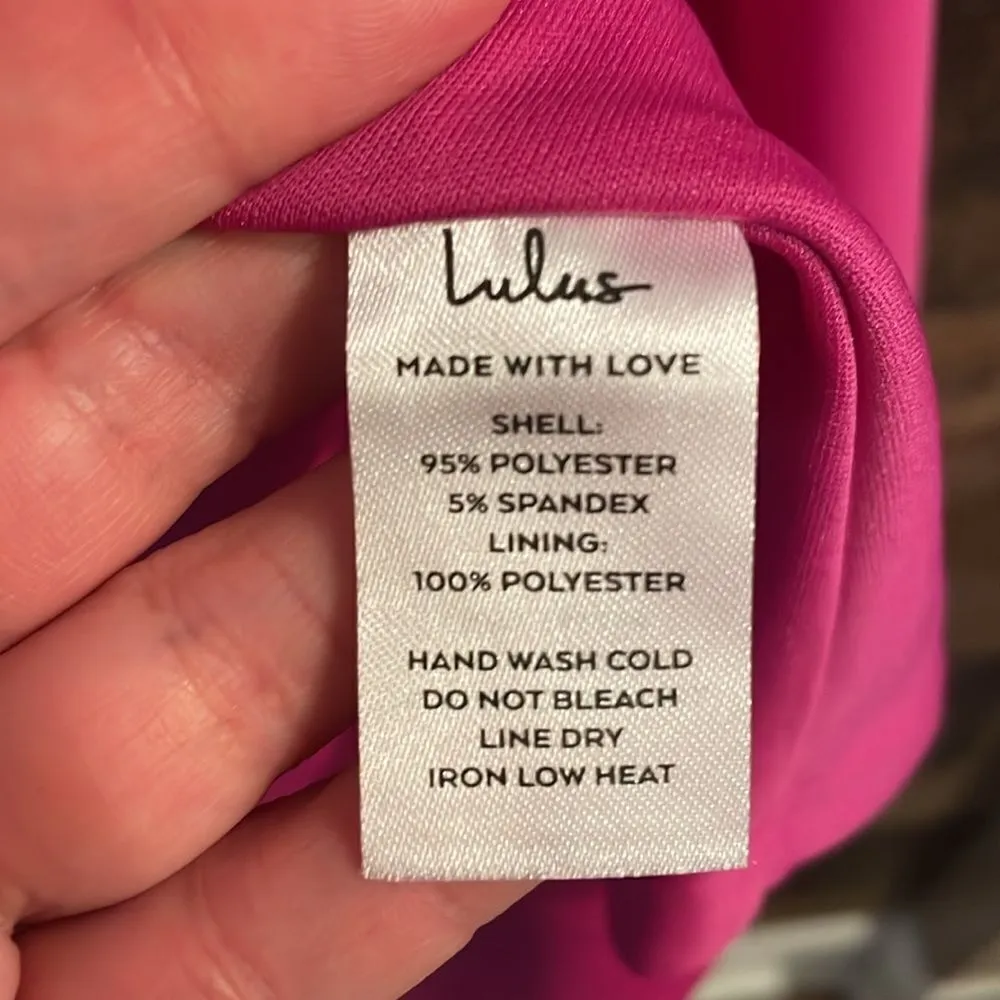 Lulus
MADE WITH LOVE
SHELL:
95% POLYESTER
5% SPANDEX
LINING:
100% POLYESTER
HAND WASH COLD
DO NOT BLEACH
LINE DRY
IRON LOW HEAT